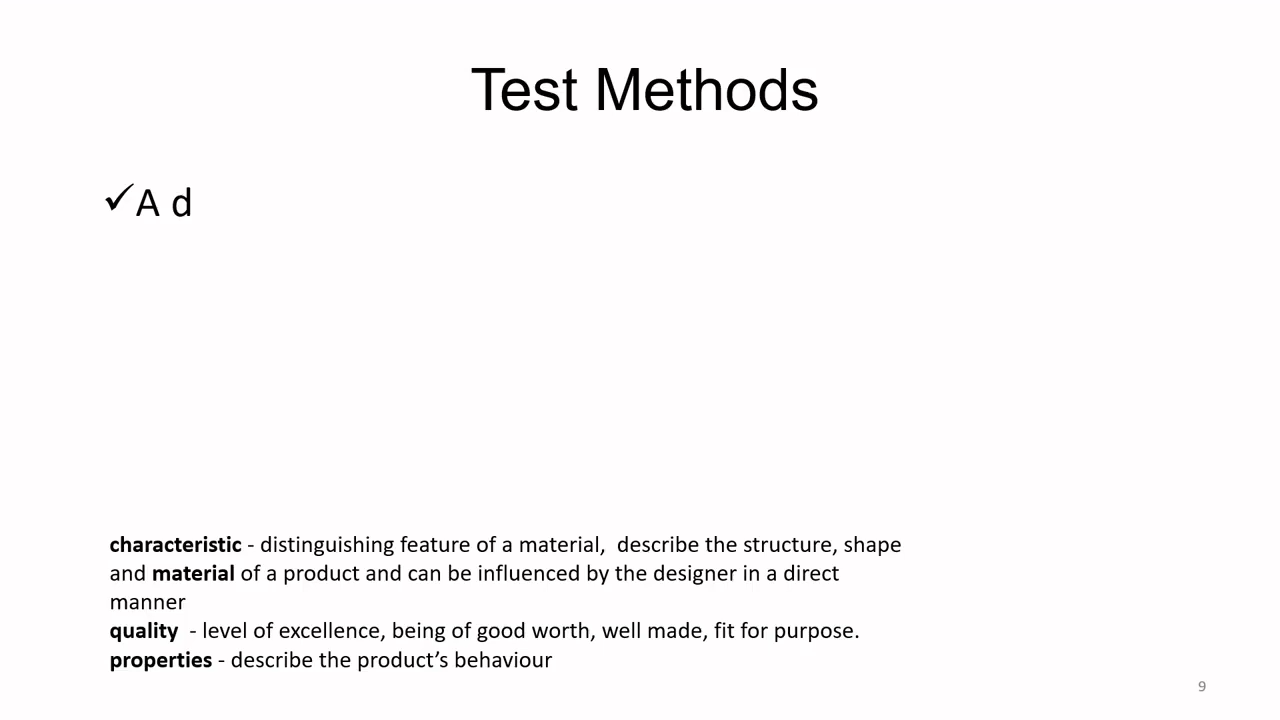 Test Methods
✓A d
characteristic - distinguishing feature of a material,  describe the structure, shape
and material of a product and can be influenced by the designer in a direct
manner
quality  - level of excellence, being of good worth, well made, fit for purpose.
properties - describe the product’s behaviour
9